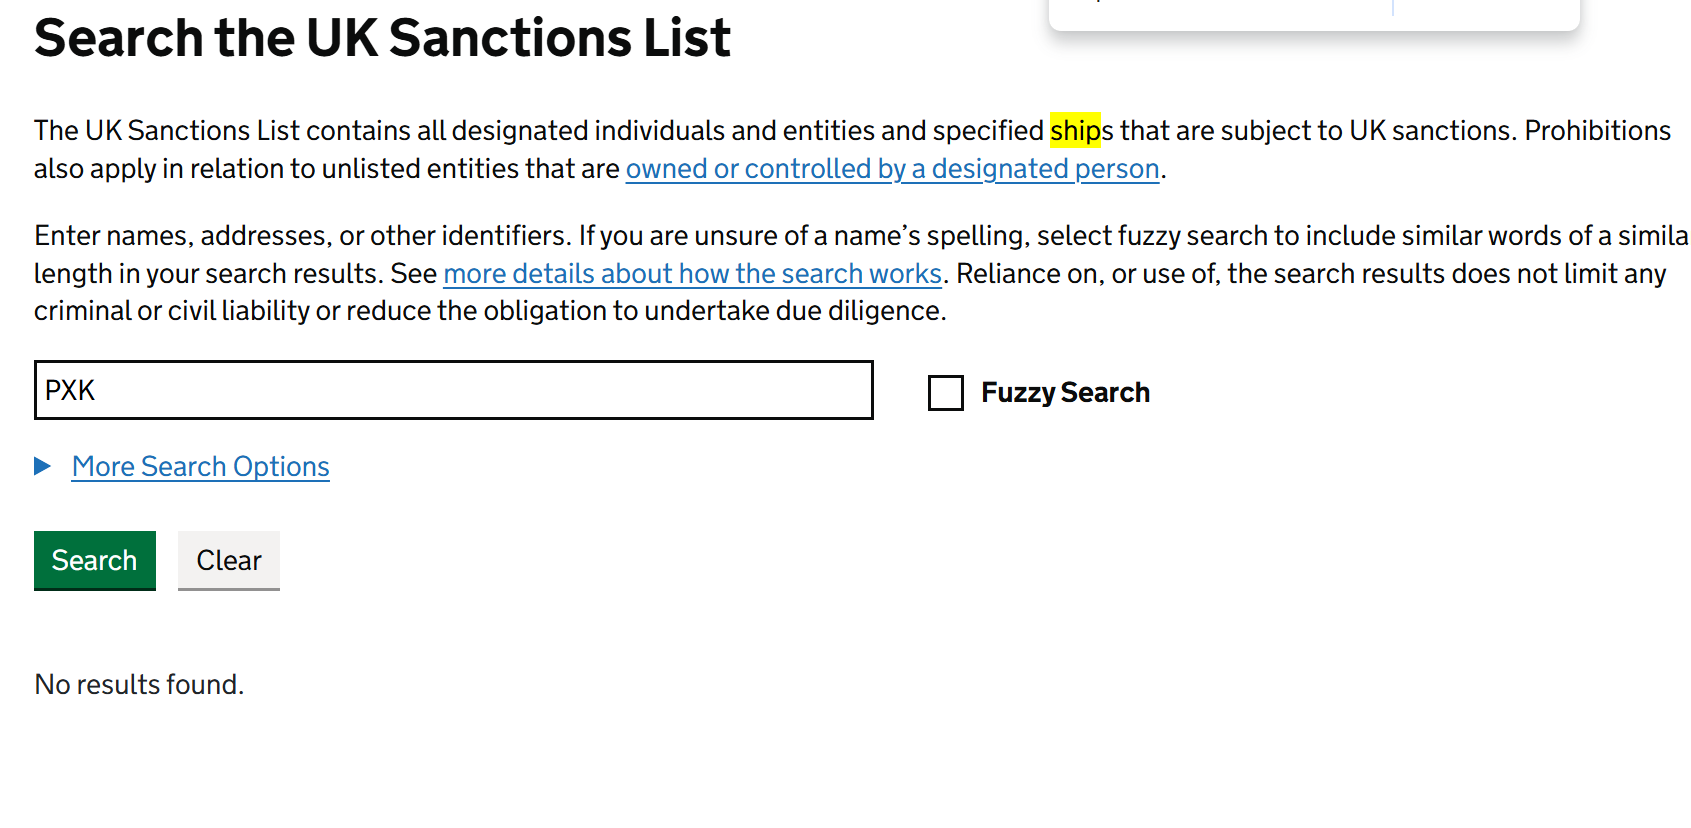 Search the UK Sanctions List
The UK Sanctions List contains all designated individuals and entities and specified ships that are subject to UK sanctions. Prohibitions
also apply in relation to unlisted entities that are owned or controlled by a designated person.
Enter names, addresses, or other identifiers. If you are unsure of a name’s spelling, select fuzzy search to include similar words of a simila
length in your search results. See more details about how the search works. Reliance on, or use of, the search results does not limit any
criminal or civil liability or reduce the obligation to undertake due diligence.
PXK
Fuzzy Search
More Search Options
Search
Clear
No results found.